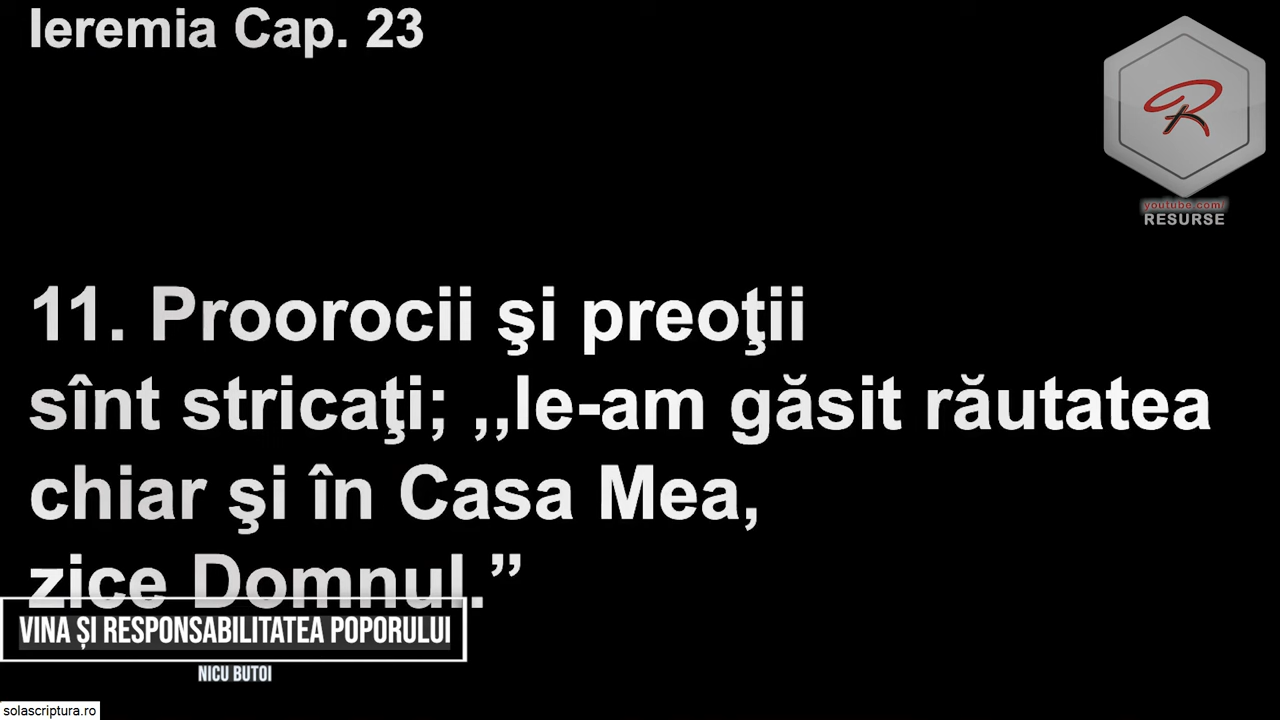 Ieremia Cap. 23
youtube.com/
RESURSE
11. Proorocii şi preoţii
sînt stricaţi; ,,le-am găsit răutatea
chiar şi în Casa Mea,
zice Domnul.”
VINA ȘI RESPONSABILITATEA POPORULUI
NICU BUTOI
solascriptura.ro